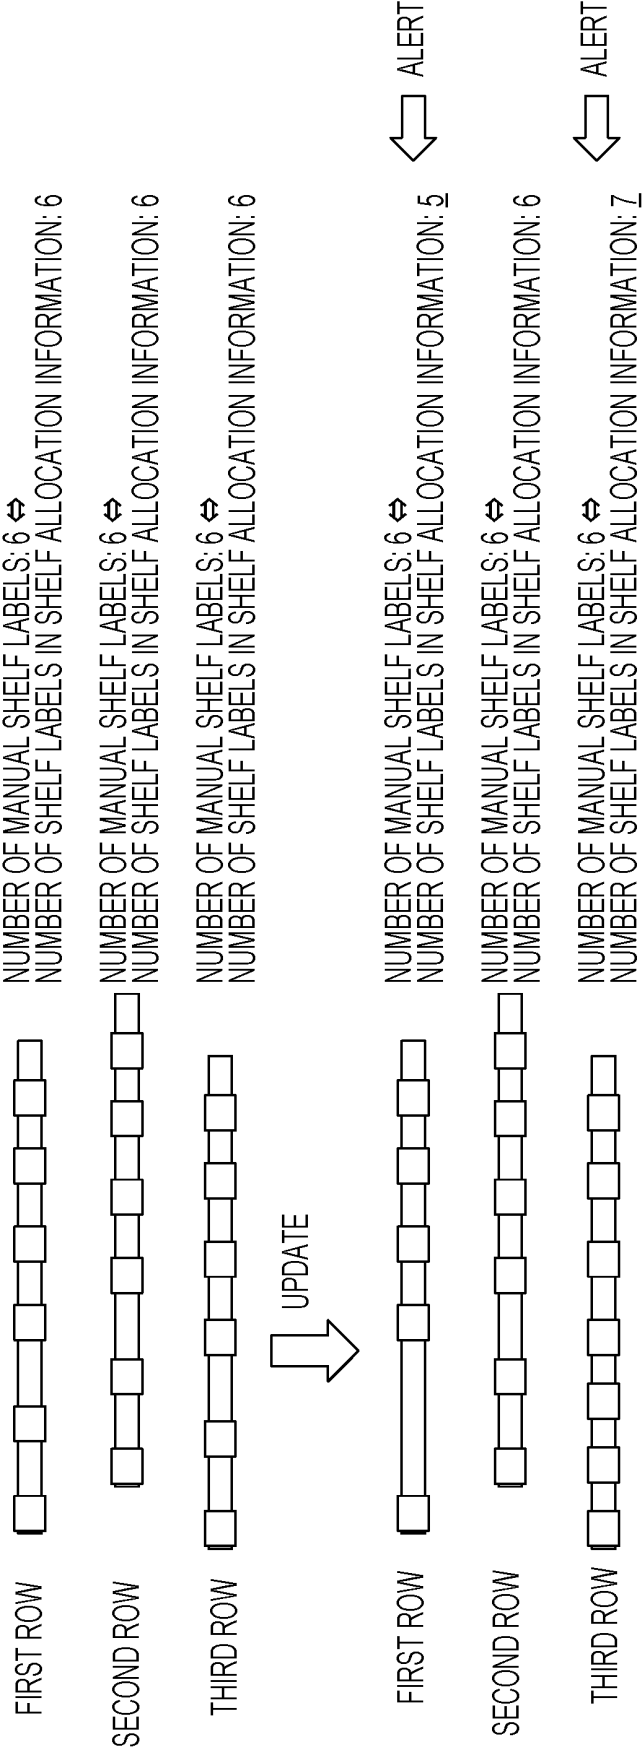 FIRST ROW
NUMBER OF MANUAL SHELF LABELS: 6 ⇔
NUMBER OF SHELF LABELS IN SHELF ALLOCATION INFORMATION: 6
SECOND ROW
NUMBER OF MANUAL SHELF LABELS: 6 ⇔
NUMBER OF SHELF LABELS IN SHELF ALLOCATION INFORMATION: 6
THIRD ROW
NUMBER OF MANUAL SHELF LABELS: 6 ⇔
NUMBER OF SHELF LABELS IN SHELF ALLOCATION INFORMATION: 6
UPDATE
FIRST ROW
NUMBER OF MANUAL SHELF LABELS: 6 ⇔
NUMBER OF SHELF LABELS IN SHELF ALLOCATION INFORMATION: 5
ALERT
SECOND ROW
NUMBER OF MANUAL SHELF LABELS: 6 ⇔
NUMBER OF SHELF LABELS IN SHELF ALLOCATION INFORMATION: 6
THIRD ROW
NUMBER OF MANUAL SHELF LABELS: 6 ⇔
NUMBER OF SHELF LABELS IN SHELF ALLOCATION INFORMATION: 7
ALERT